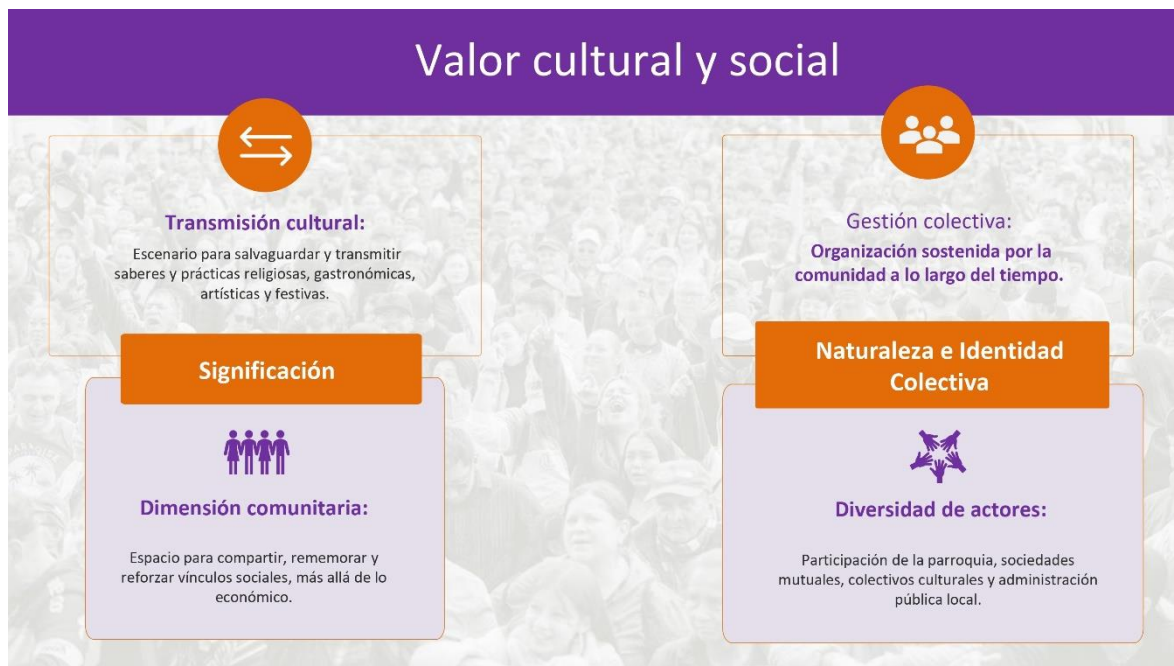 Valor cultural y social
Transmisión cultural:
Escenario para salvaguardar y transmitir
saberes y prácticas religiosas, gastronómicas,
artísticas y festivas.
Significación
Dimensión comunitaria:
Espacio para compartir, rememorar y
reforzar vínculos sociales, más allá de lo
económico.
Gestión colectiva:
Organización sostenida por la
comunidad a lo largo del tiempo.
Naturaleza e Identidad
Colectiva
Diversidad de actores:
Participación de la parroquia, sociedades
mutuales, colectivos culturales y administración
pública local.